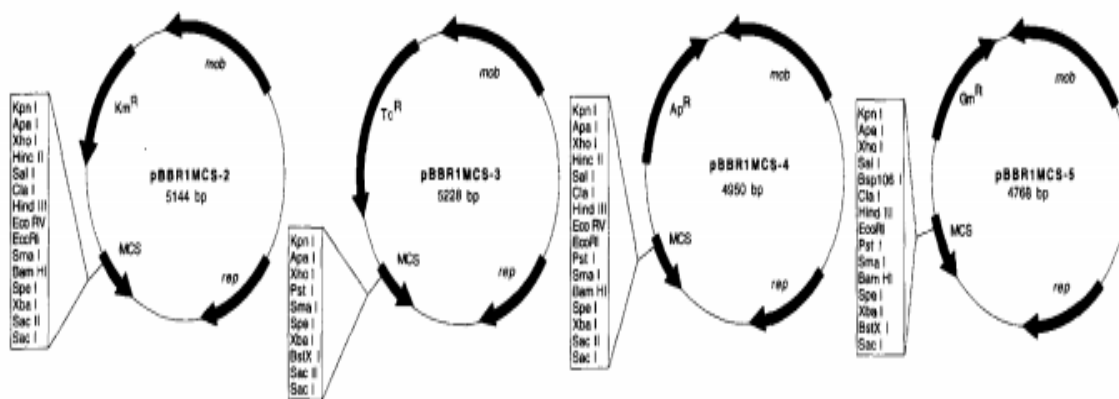 mob
Km^R
pBBR1MCS-2
5144 bp
MCS
rep
Kpn I
Apa I
Xho I
Hinc II
Sal I
Cla I
Hind III
Eco RV
EcoRI
Sma I
Bam HI
Spe I
Xba I
Sac II
Sac I
mob
Tc^R
pBBR1MCS-3
5228 bp
MCS
rep
Kpn I
Apa I
Xho I
Pst I
Sma I
Spe I
Xba I
BstX I
Sac II
Sac I
mob
Ap^R
pBBR1MCS-4
4950 bp
MCS
rep
Kpn I
Apa I
Xho I
Hinc II
Sal I
Cla I
Hind III
Eco RV
EcoRI
Pst I
Sma I
Bam HI
Spe I
Xba I
Sac II
Sac I
mob
Gm^R
pBBR1MCS-5
4768 bp
MCS
rep
Kpn I
Apa I
Xho I
Sal I
Bsp106 I
Cla I
Hind III
EcoRI
Pst I
Sma I
Bam HI
Spe I
Xba I
BstX I
Sac I